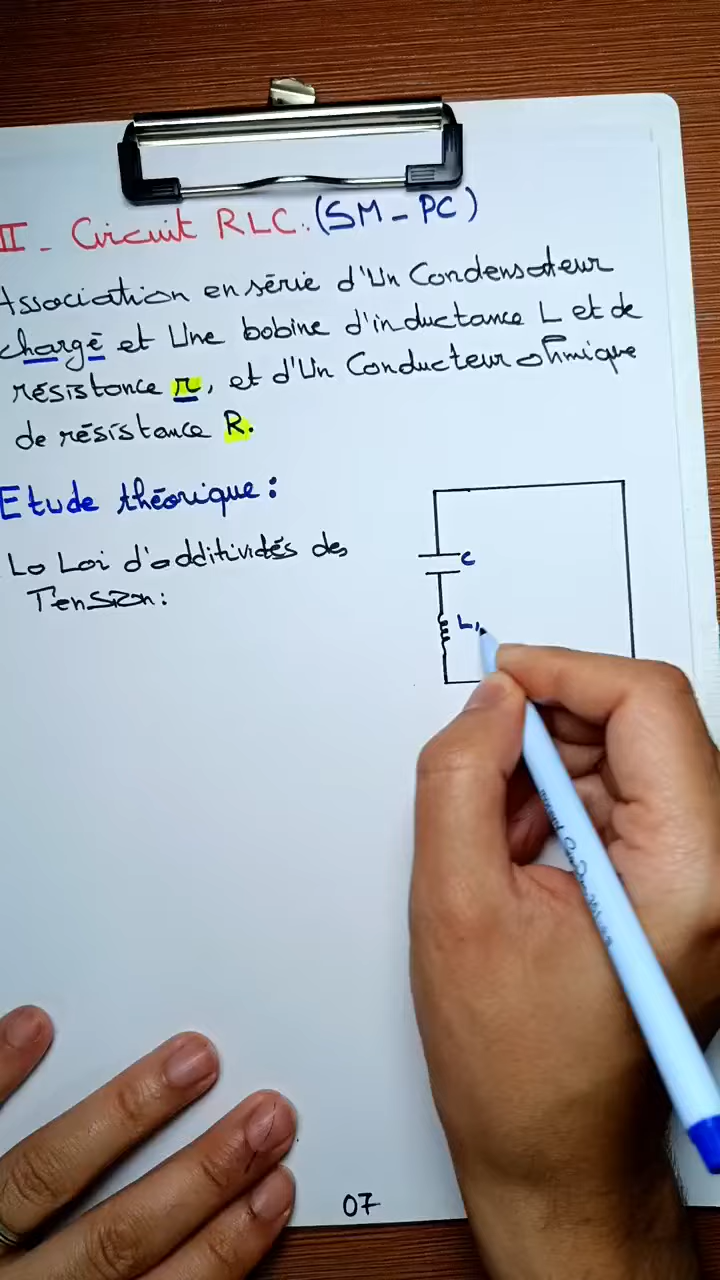 II - Circuit RLC: (SM - PC)
Association en série d'Un Condensateur
chargé et Une bobine d'inductance L et de
résistance r, et d'Un Conducteur ohmique
de résistance R.
Etude théorique:
La Loi d'additivités des
Tension:
C
L,
07